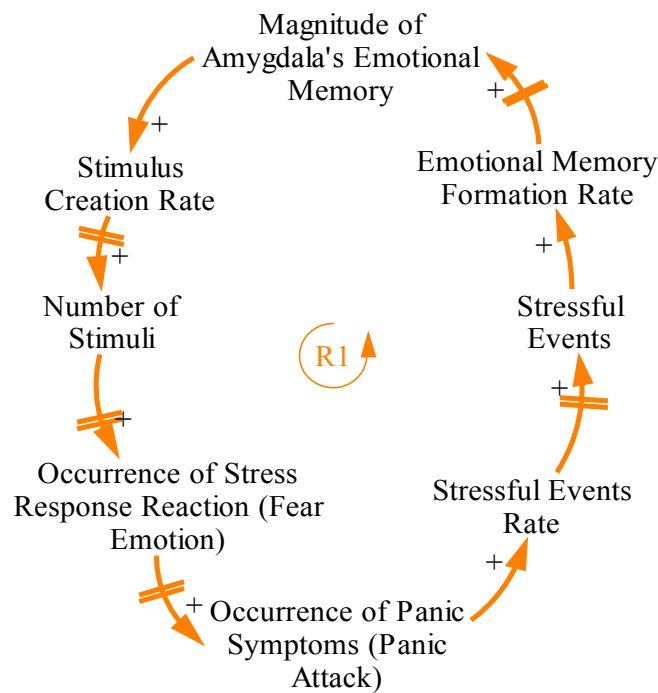 Magnitude of
Amygdala's Emotional
Memory
+
+
Stimulus
Creation Rate
Emotional Memory
Formation Rate
+
+
Number of
Stimuli
Stressful
Events
R1
+
+
Occurrence of Stress
Response Reaction (Fear
Emotion)
Stressful Events
Rate
+
+
Occurrence of Panic
Symptoms (Panic
Attack)